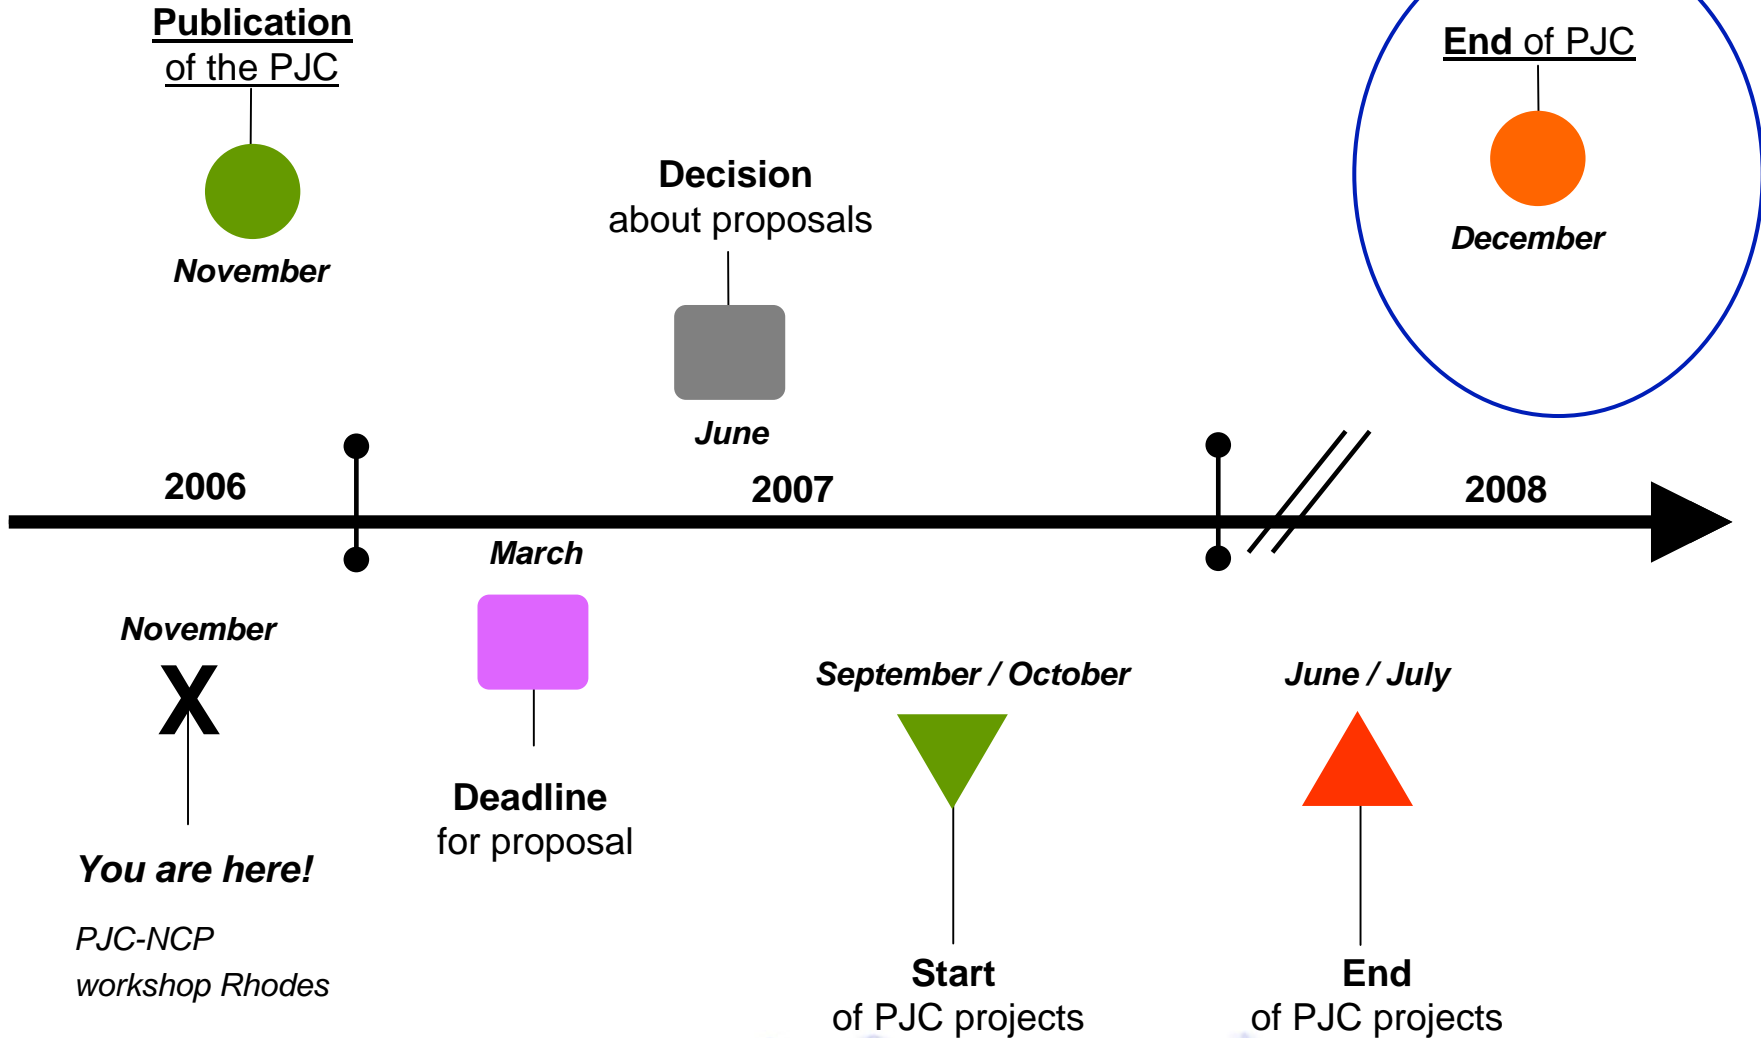 Publication
of the PJC
November
Decision
about proposals
June
End of PJC
December
2006
2007
2008
November
X
You are here!
PJC-NCP
workshop Rhodes
March
Deadline
for proposal
September / October
Start
of PJC projects
June / July
End
of PJC projects